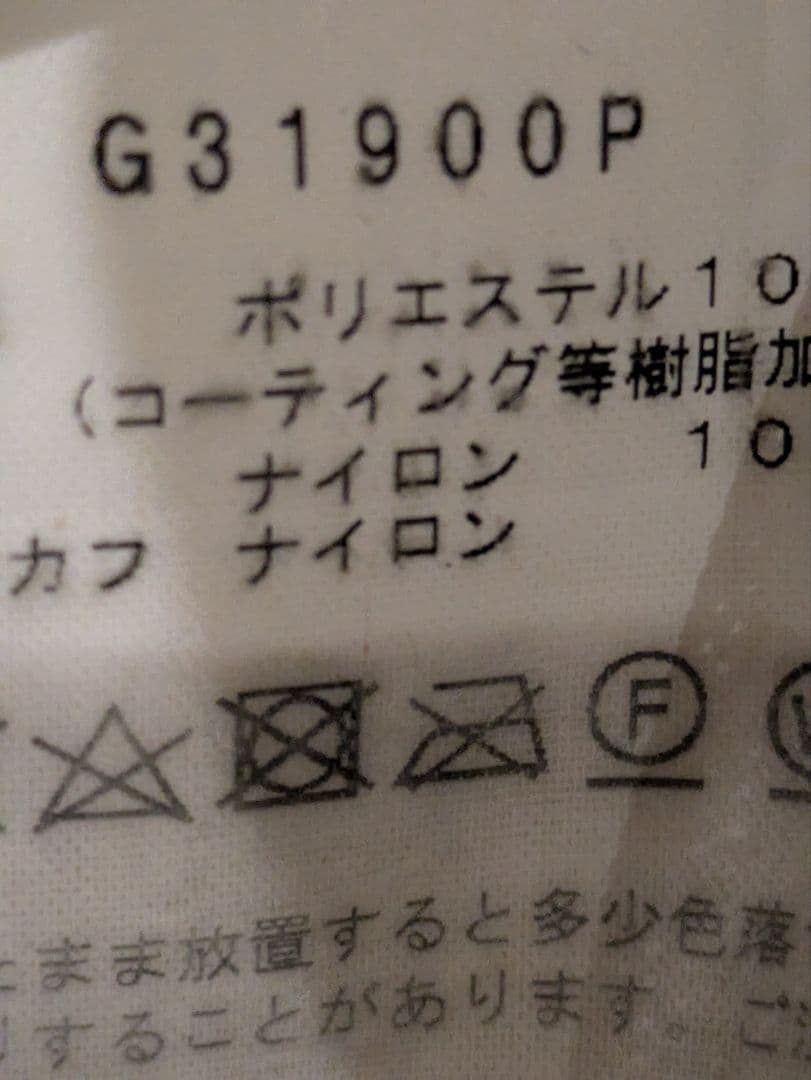 G31900P
ポリエステル10
(コーティング等樹脂加
ナイロン 10
カフ ナイロン
F
まま放置すると多少色落
することがあります。ご